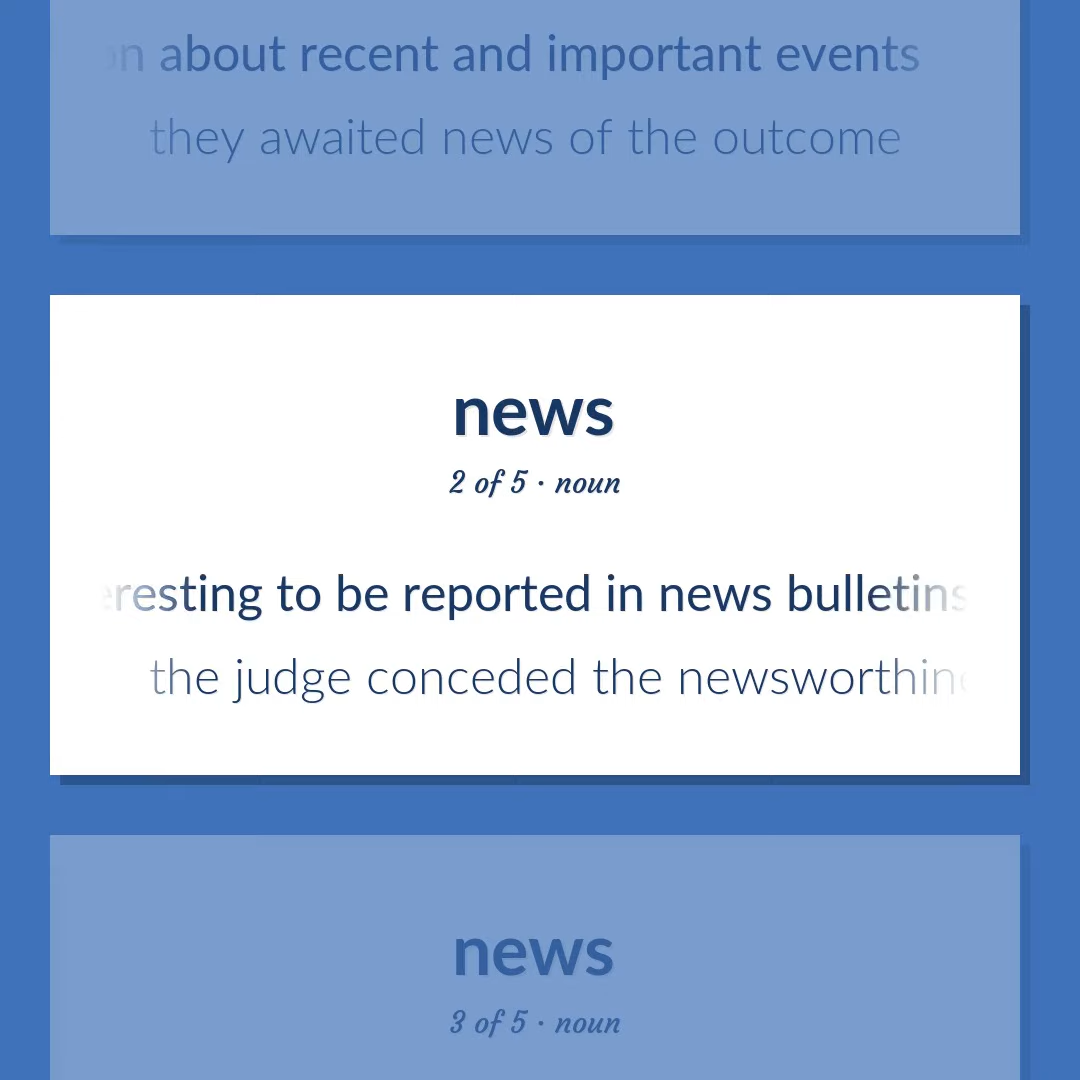 about recent and important events
they awaited news of the outcome
news
2 of 5 · noun
to be reported in news bulletins
the judge conceded the
news
3 of 5 · noun